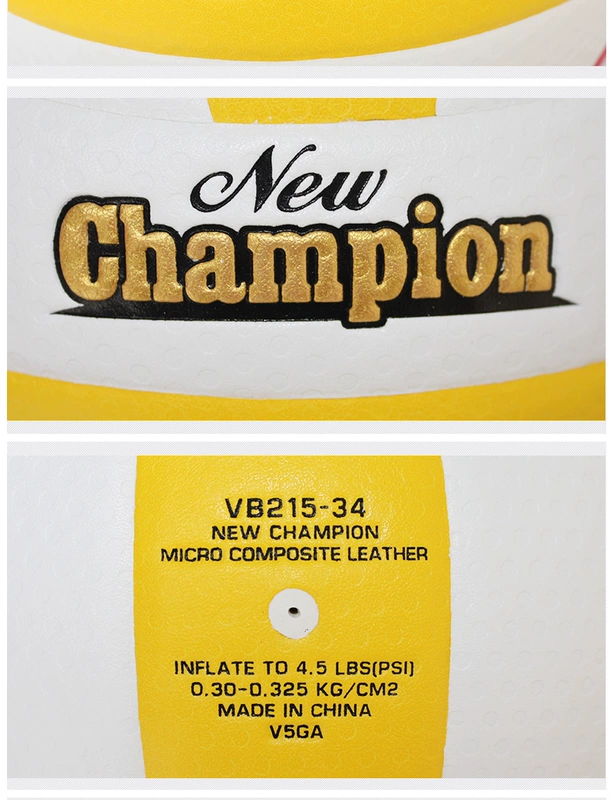 New
Champion
VB215-34
NEW CHAMPION
MICRO COMPOSITE LEATHER
INFLATE TO 4.5 LBS(PSI)
0.30-0.325 KG/CM2
MADE IN CHINA
V5GA